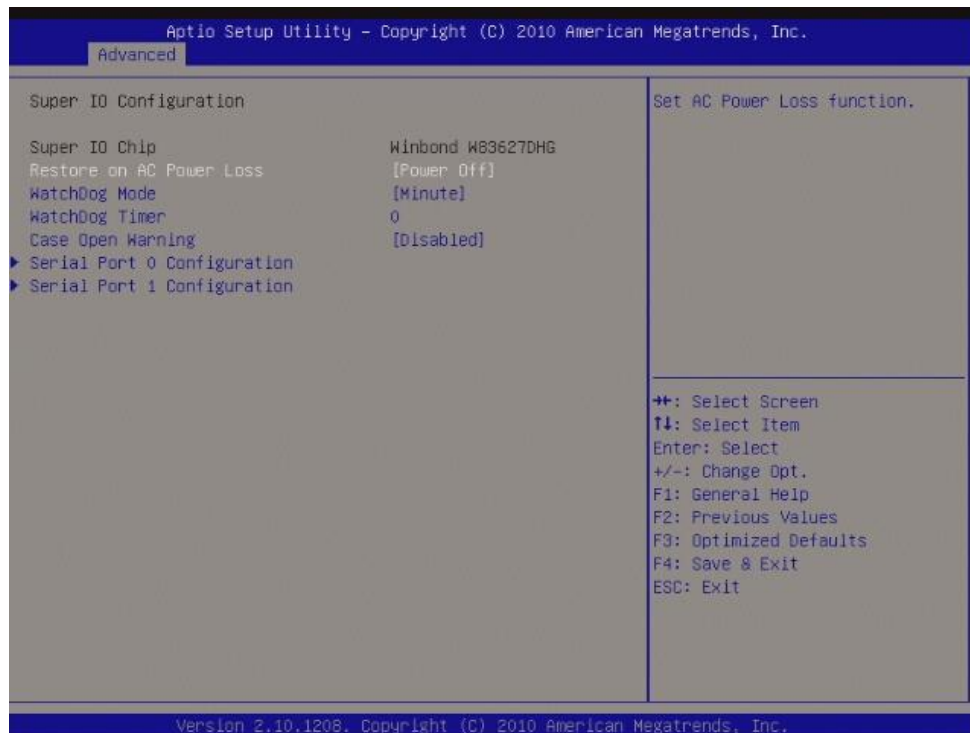 Aptio Setup Utility – Copyright (C) 2010 American Megatrends, Inc.
Advanced
Super IO Configuration
Super IO Chip Winbond W83627DHG
Restore on AC Power Loss [Power Off]
WatchDog Mode [Minute]
WatchDog Timer 0
Case Open Warning [Disabled]
▶ Serial Port 0 Configuration
▶ Serial Port 1 Configuration
Set AC Power Loss function.
→←: Select Screen
↑↓: Select Item
Enter: Select
+/-: Change Opt.
F1: General Help
F2: Previous Values
F3: Optimized Defaults
F4: Save & Exit
ESC: Exit
Version 2.10.1208. Copyright (C) 2010 American Megatrends, Inc.